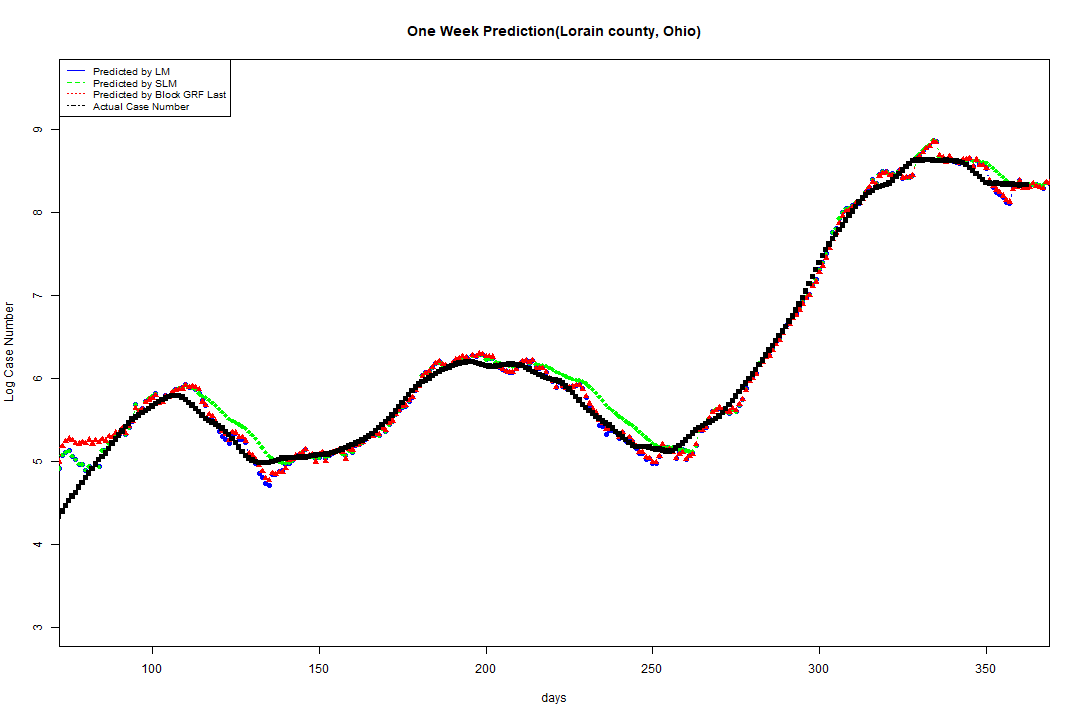 One Week Prediction(Lorain county, Ohio)
Predicted by LM
Predicted by SLM
Predicted by Block GRF Last
Actual Case Number
9
8
7
6
5
4
3
Log Case Number
100 150 200 250 300 350
days